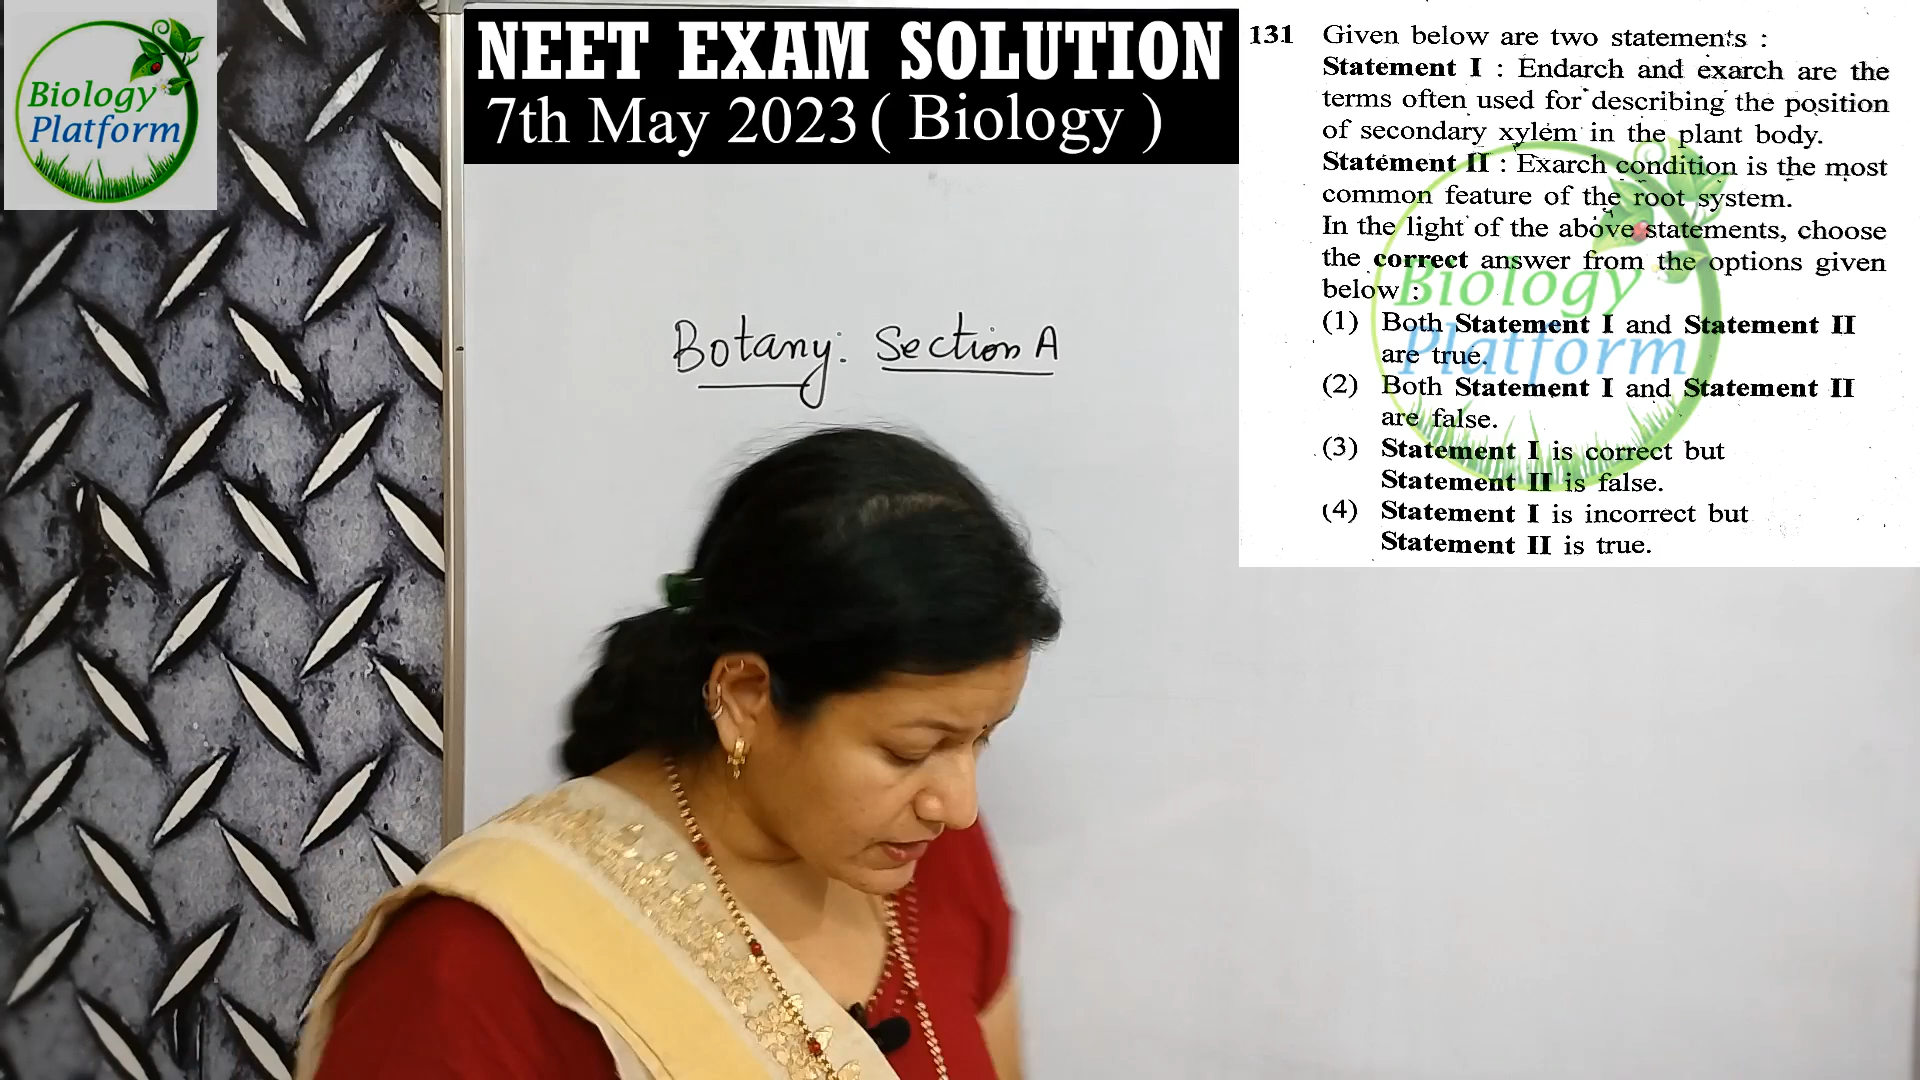 Biology
Platform
NEET EXAM SOLUTION
7th May 2023 ( Biology )
Botany: Section A
131 Given below are two statements :
Statement I : Endarch and exarch are the
terms often used for describing the position
of secondary xylem in the plant body.
Statement II : Exarch condition is the most
common feature of the root system.
In the light of the above statements, choose
the correct answer from the options given
below :
(1) Both Statement I and Statement II
are true.
(2) Both Statement I and Statement II
are false.
(3) Statement I is correct but
Statement II is false.
(4) Statement I is incorrect but
Statement II is true.
Biology
Platform